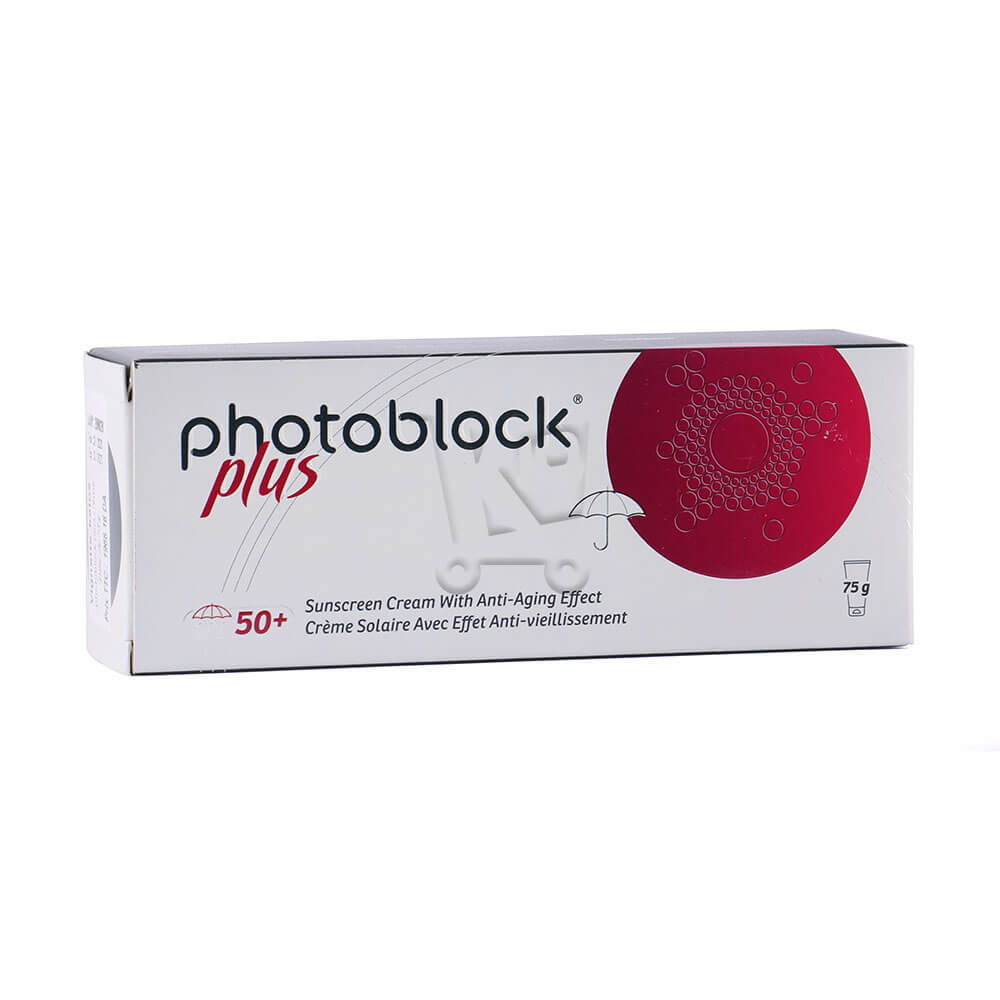 photoblock®
plus
50+
Sunscreen Cream With Anti-Aging Effect
Crème Solaire Avec Effet Anti-vieillissement
75 g